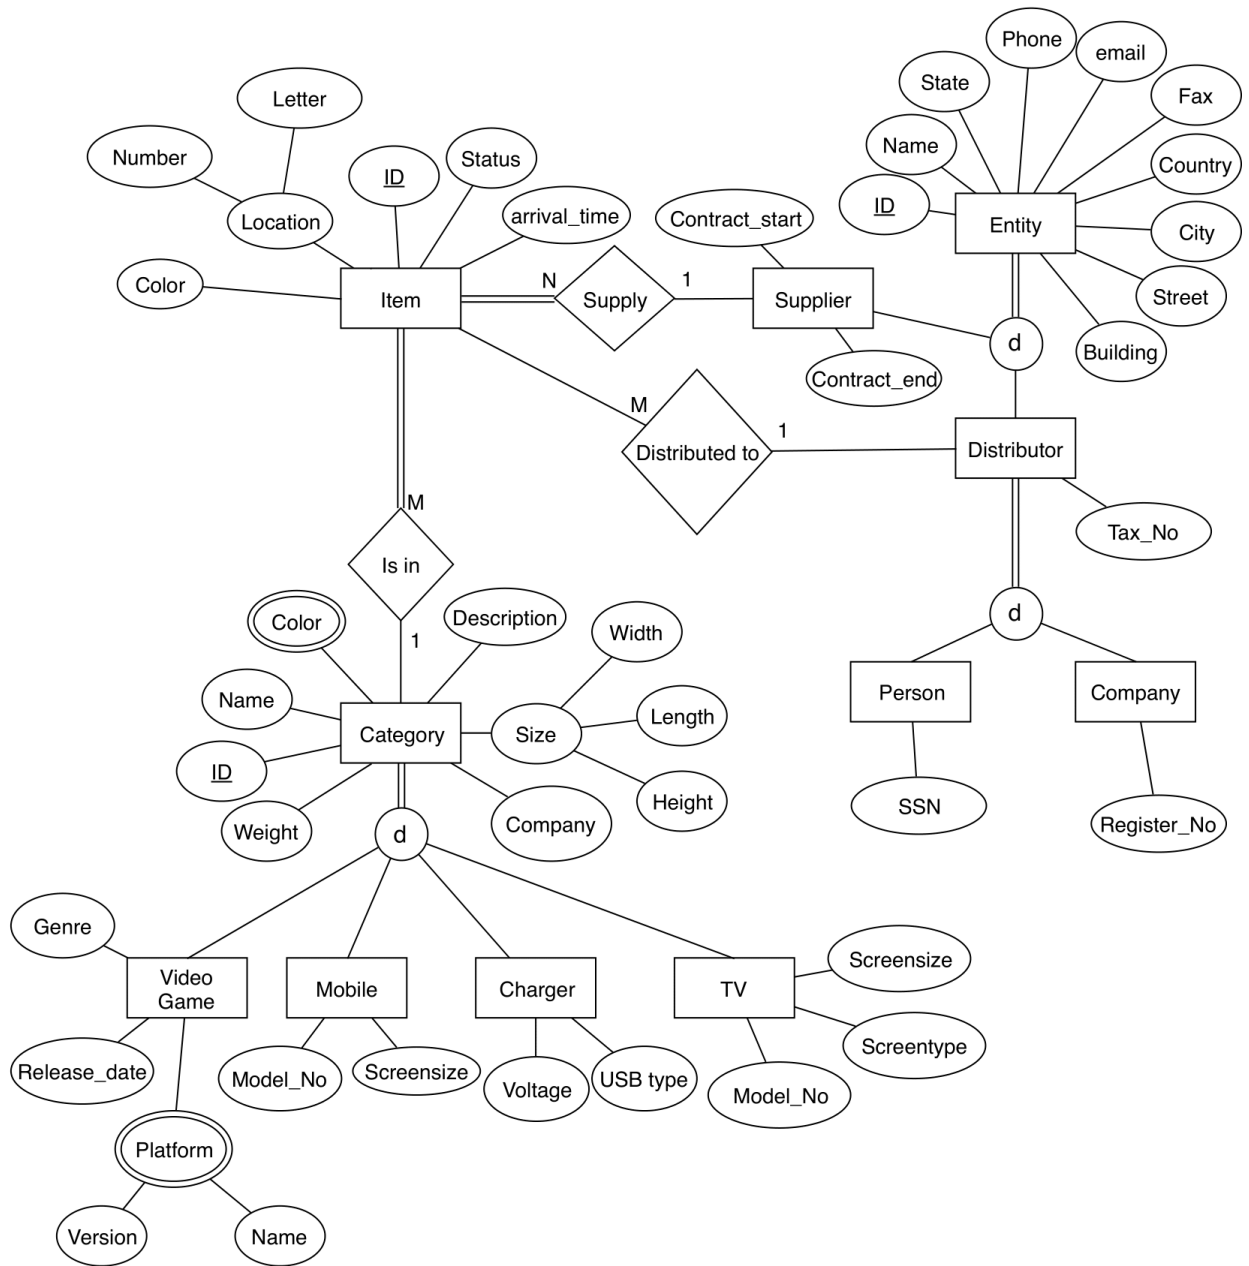 Phone
email
State
Fax
Letter
Number
ID
Status
Name
Country
Location
arrival_time
Contract_start
ID
Entity
City
Color
Item
N
Supply
1
Supplier
Street
d
Building
Contract_end
M
Distributed to
1
Distributor
M
Tax_No
Is in
Color
Description
Width
d
1
Name
Category
Size
Length
Person
Company
ID
Height
Weight
d
Company
SSN
Register_No
Genre
Screensize
Video
Game
Mobile
Charger
TV
Screentype
Release_date
Model_No
Screensize
Voltage
USB type
Model_No
Platform
Version
Name